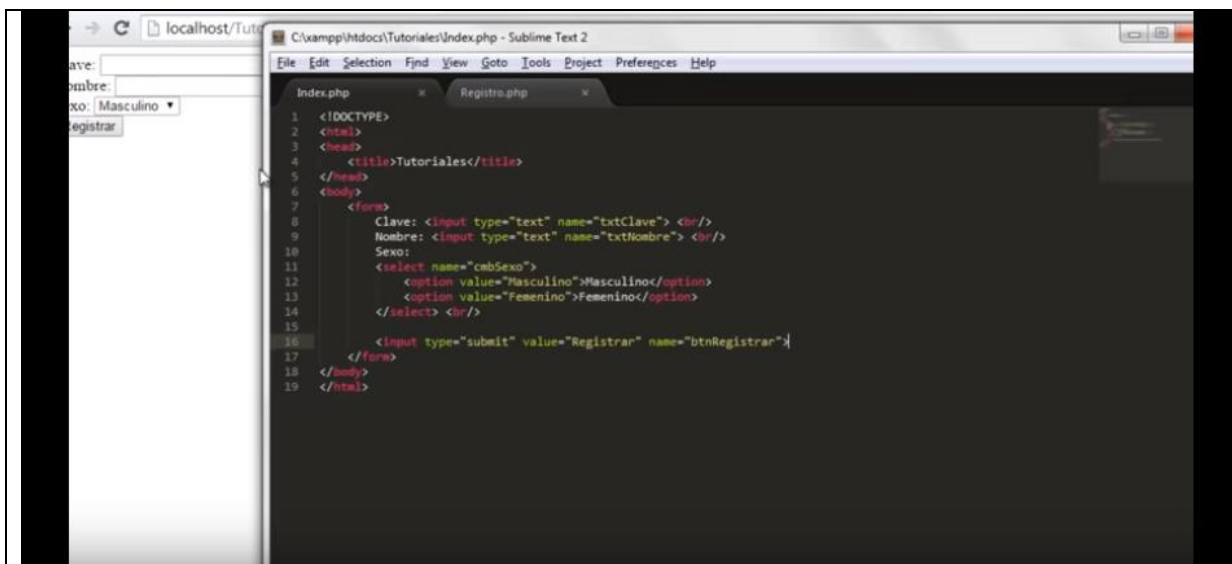 localhost/Tuto
ave:
ombre:
xo: Masculino
egistrar
C:\xampp\htdocs\Tutoriales\Index.php - Sublime Text 2
File Edit Selection Find View Goto Tools Project Preferences Help
Index.php Registro.php
1 <!DOCTYPE>
2 <html>
3 <head>
4 <title>Tutoriales</title>
5 </head>
6 <body>
7 <form>
8 Clave: <input type="text" name="txtClave"> <br/>
9 Nombre: <input type="text" name="txtNombre"> <br/>
10 Sexo:
11 <select name="cmbSexo">
12 <option value="Masculino">Masculino</option>
13 <option value="Femenino">Femenino</option>
14 </select> <br/>
15
16 <input type="submit" value="Registrar" name="btnRegistrar">
17 </form>
18 </body>
19 </html>